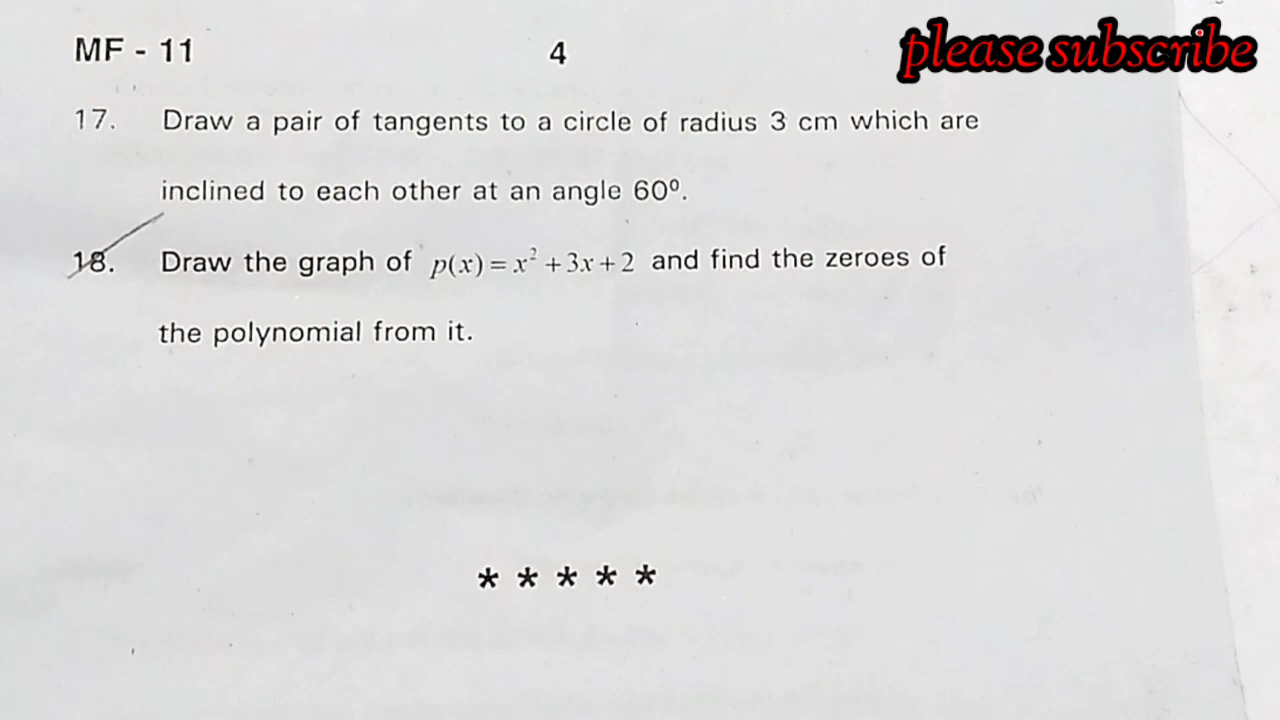 MF - 11 4 please subscribe
17. Draw a pair of tangents to a circle of radius 3 cm which are
inclined to each other at an angle 60⁰.
18. Draw the graph of p(x) = x² + 3x + 2 and find the zeroes of
the polynomial from it.
* * * * *